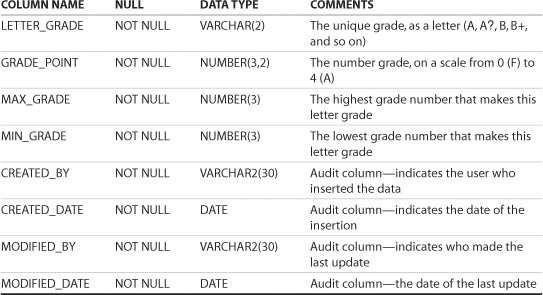 COLUMN NAME NULL DATA TYPE COMMENTS
LETTER_GRADE NOT NULL VARCHAR(2) The unique grade, as a letter (A, A?, B, B+,
and so on)
GRADE_POINT NOT NULL NUMBER(3,2) The number grade, on a scale from 0 (F) to
4 (A)
MAX_GRADE NOT NULL NUMBER(3) The highest grade number that makes this
letter grade
MIN_GRADE NOT NULL NUMBER(3) The lowest grade number that makes this
letter grade
CREATED_BY NOT NULL VARCHAR2(30) Audit column—indicates the user who
inserted the data
CREATED_DATE NOT NULL DATE Audit column—indicates the date of the
insertion
MODIFIED_BY NOT NULL VARCHAR2(30) Audit column—indicates who made the
last update
MODIFIED_DATE NOT NULL DATE Audit column—the date of the last update